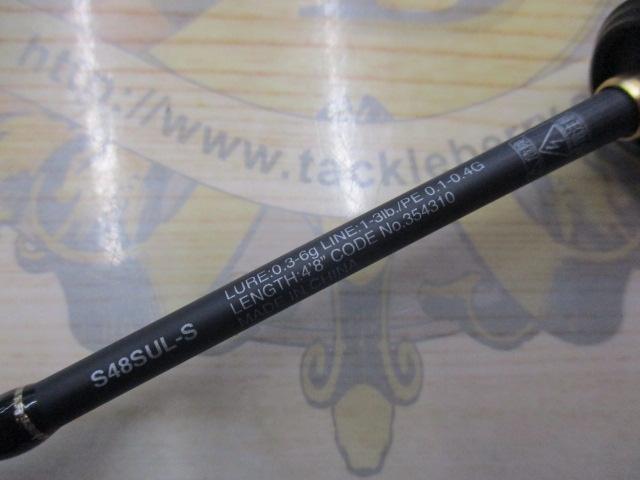 http://www.tackleber
LURE:0.3-6g LINE:1-3lb./PE 0.1-0.4G
LENGTH:4'8" CODE No.354310
MADE IN CHINA
S48SUL-S